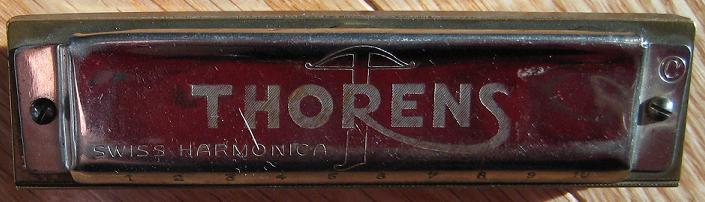 THORENS
C
SWISS HARMONICA
1 2 3 4 5 6 7 8 9 10